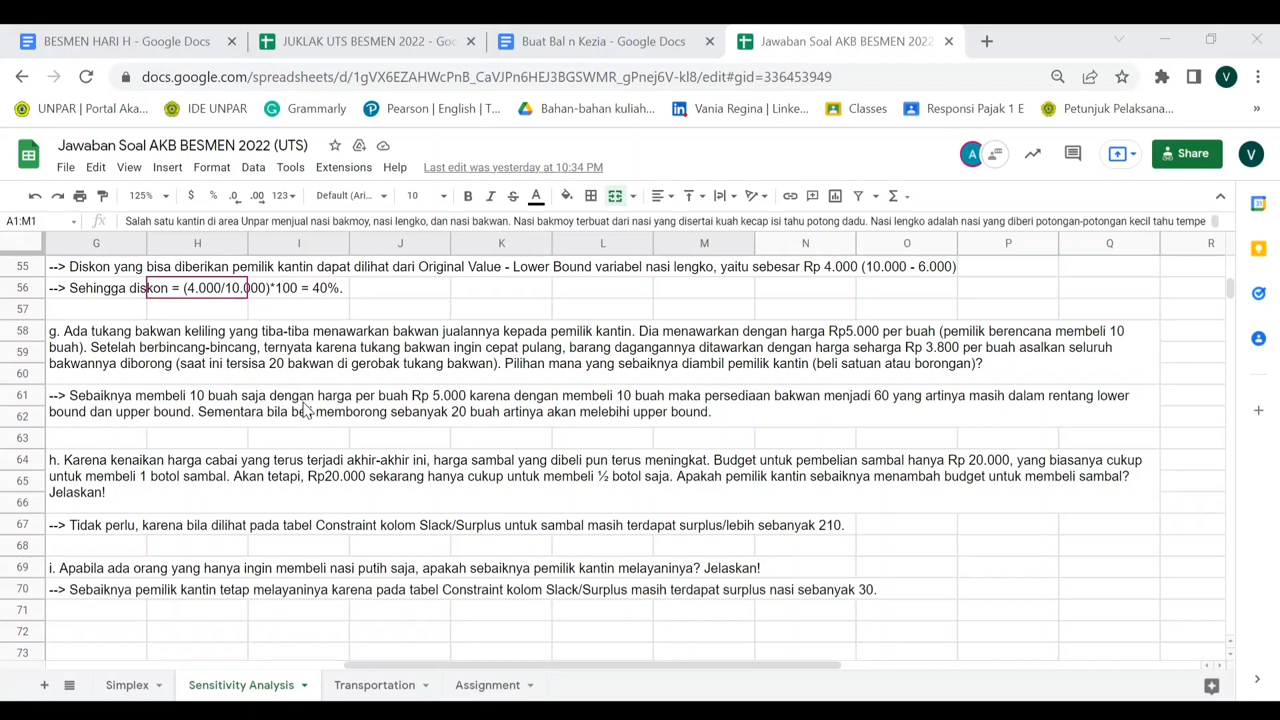 BESMEN HARI H - Google Docs
JUKLAK UTS BESMEN 2022 - Goo
Buat Bal n Kezia - Google Docs
Jawaban Soal AKB BESMEN 2022
docs.google.com/spreadsheets/d/1gVX6EZAHWcPnB_CaVJPn6HEJ3BGSWMR_gPnej6V-kl8/edit#gid=336453949
V
UNPAR | Portal Aka...
IDE UNPAR
Grammarly
Pearson | English | T...
Bahan-bahan kuliah...
Vania Regina | Linke...
Classes
Responsi Pajak 1 E
Petunjuk Pelaksana...
»
Jawaban Soal AKB BESMEN 2022 (UTS)
File Edit View Insert Format Data Tools Extensions Help Last edit was yesterday at 10:34 PM
A
Share
V
125% $ % .0 .00 123 Default (Ari... 10 B I S A
A1:M1 fx Salah satu kantin di area Unpar menjual nasi bakmoy, nasi lengko, dan nasi bakwan. Nasi bakmoy terbuat dari nasi yang disertai kuah kecap isi tahu potong dadu. Nasi lengko adalah nasi yang diberi potongan-potongan kecil tahu tempe
G H I J K L M N O P Q R
55 --> Diskon yang bisa diberikan pemilik kantin dapat dilihat dari Original Value - Lower Bound variabel nasi lengko, yaitu sebesar Rp 4.000 (10.000 - 6.000)
56 --> Sehingga diskon = (4.000/10.000)*100 = 40%.
57
58 g. Ada tukang bakwan keliling yang tiba-tiba menawarkan bakwan jualannya kepada pemilik kantin. Dia menawarkan dengan harga Rp5.000 per buah (pemilik berencana membeli 10
59 buah). Setelah berbincang-bincang, ternyata karena tukang bakwan ingin cepat pulang, barang dagangannya ditawarkan dengan harga seharga Rp 3.800 per buah asalkan seluruh
60 bakwannya diborong (saat ini tersisa 20 bakwan di gerobak tukang bakwan). Pilihan mana yang sebaiknya diambil pemilik kantin (beli satuan atau borongan)?
61 --> Sebaiknya membeli 10 buah saja dengan harga per buah Rp 5.000 karena dengan membeli 10 buah maka persediaan bakwan menjadi 60 yang artinya masih dalam rentang lower
62 bound dan upper bound. Sementara bila memborong sebanyak 20 buah artinya akan melebihi upper bound.
63
64 h. Karena kenaikan harga cabai yang terus terjadi akhir-akhir ini, harga sambal yang dibeli pun terus meningkat. Budget untuk pembelian sambal hanya Rp 20.000, yang biasanya cukup
65 untuk membeli 1 botol sambal. Akan tetapi, Rp20.000 sekarang hanya cukup untuk membeli ½ botol saja. Apakah pemilik kantin sebaiknya menambah budget untuk membeli sambal?
66 Jelaskan!
67 --> Tidak perlu, karena bila dilihat pada tabel Constraint kolom Slack/Surplus untuk sambal masih terdapat surplus/lebih sebanyak 210.
68
69 i. Apabila ada orang yang hanya ingin membeli nasi putih saja, apakah sebaiknya pemilik kantin melayaninya? Jelaskan!
70 --> Sebaiknya pemilik kantin tetap melayaninya karena pada tabel Constraint kolom Slack/Surplus masih terdapat surplus nasi sebanyak 30.
71
72
73
Simplex Sensitivity Analysis Transportation Assignment